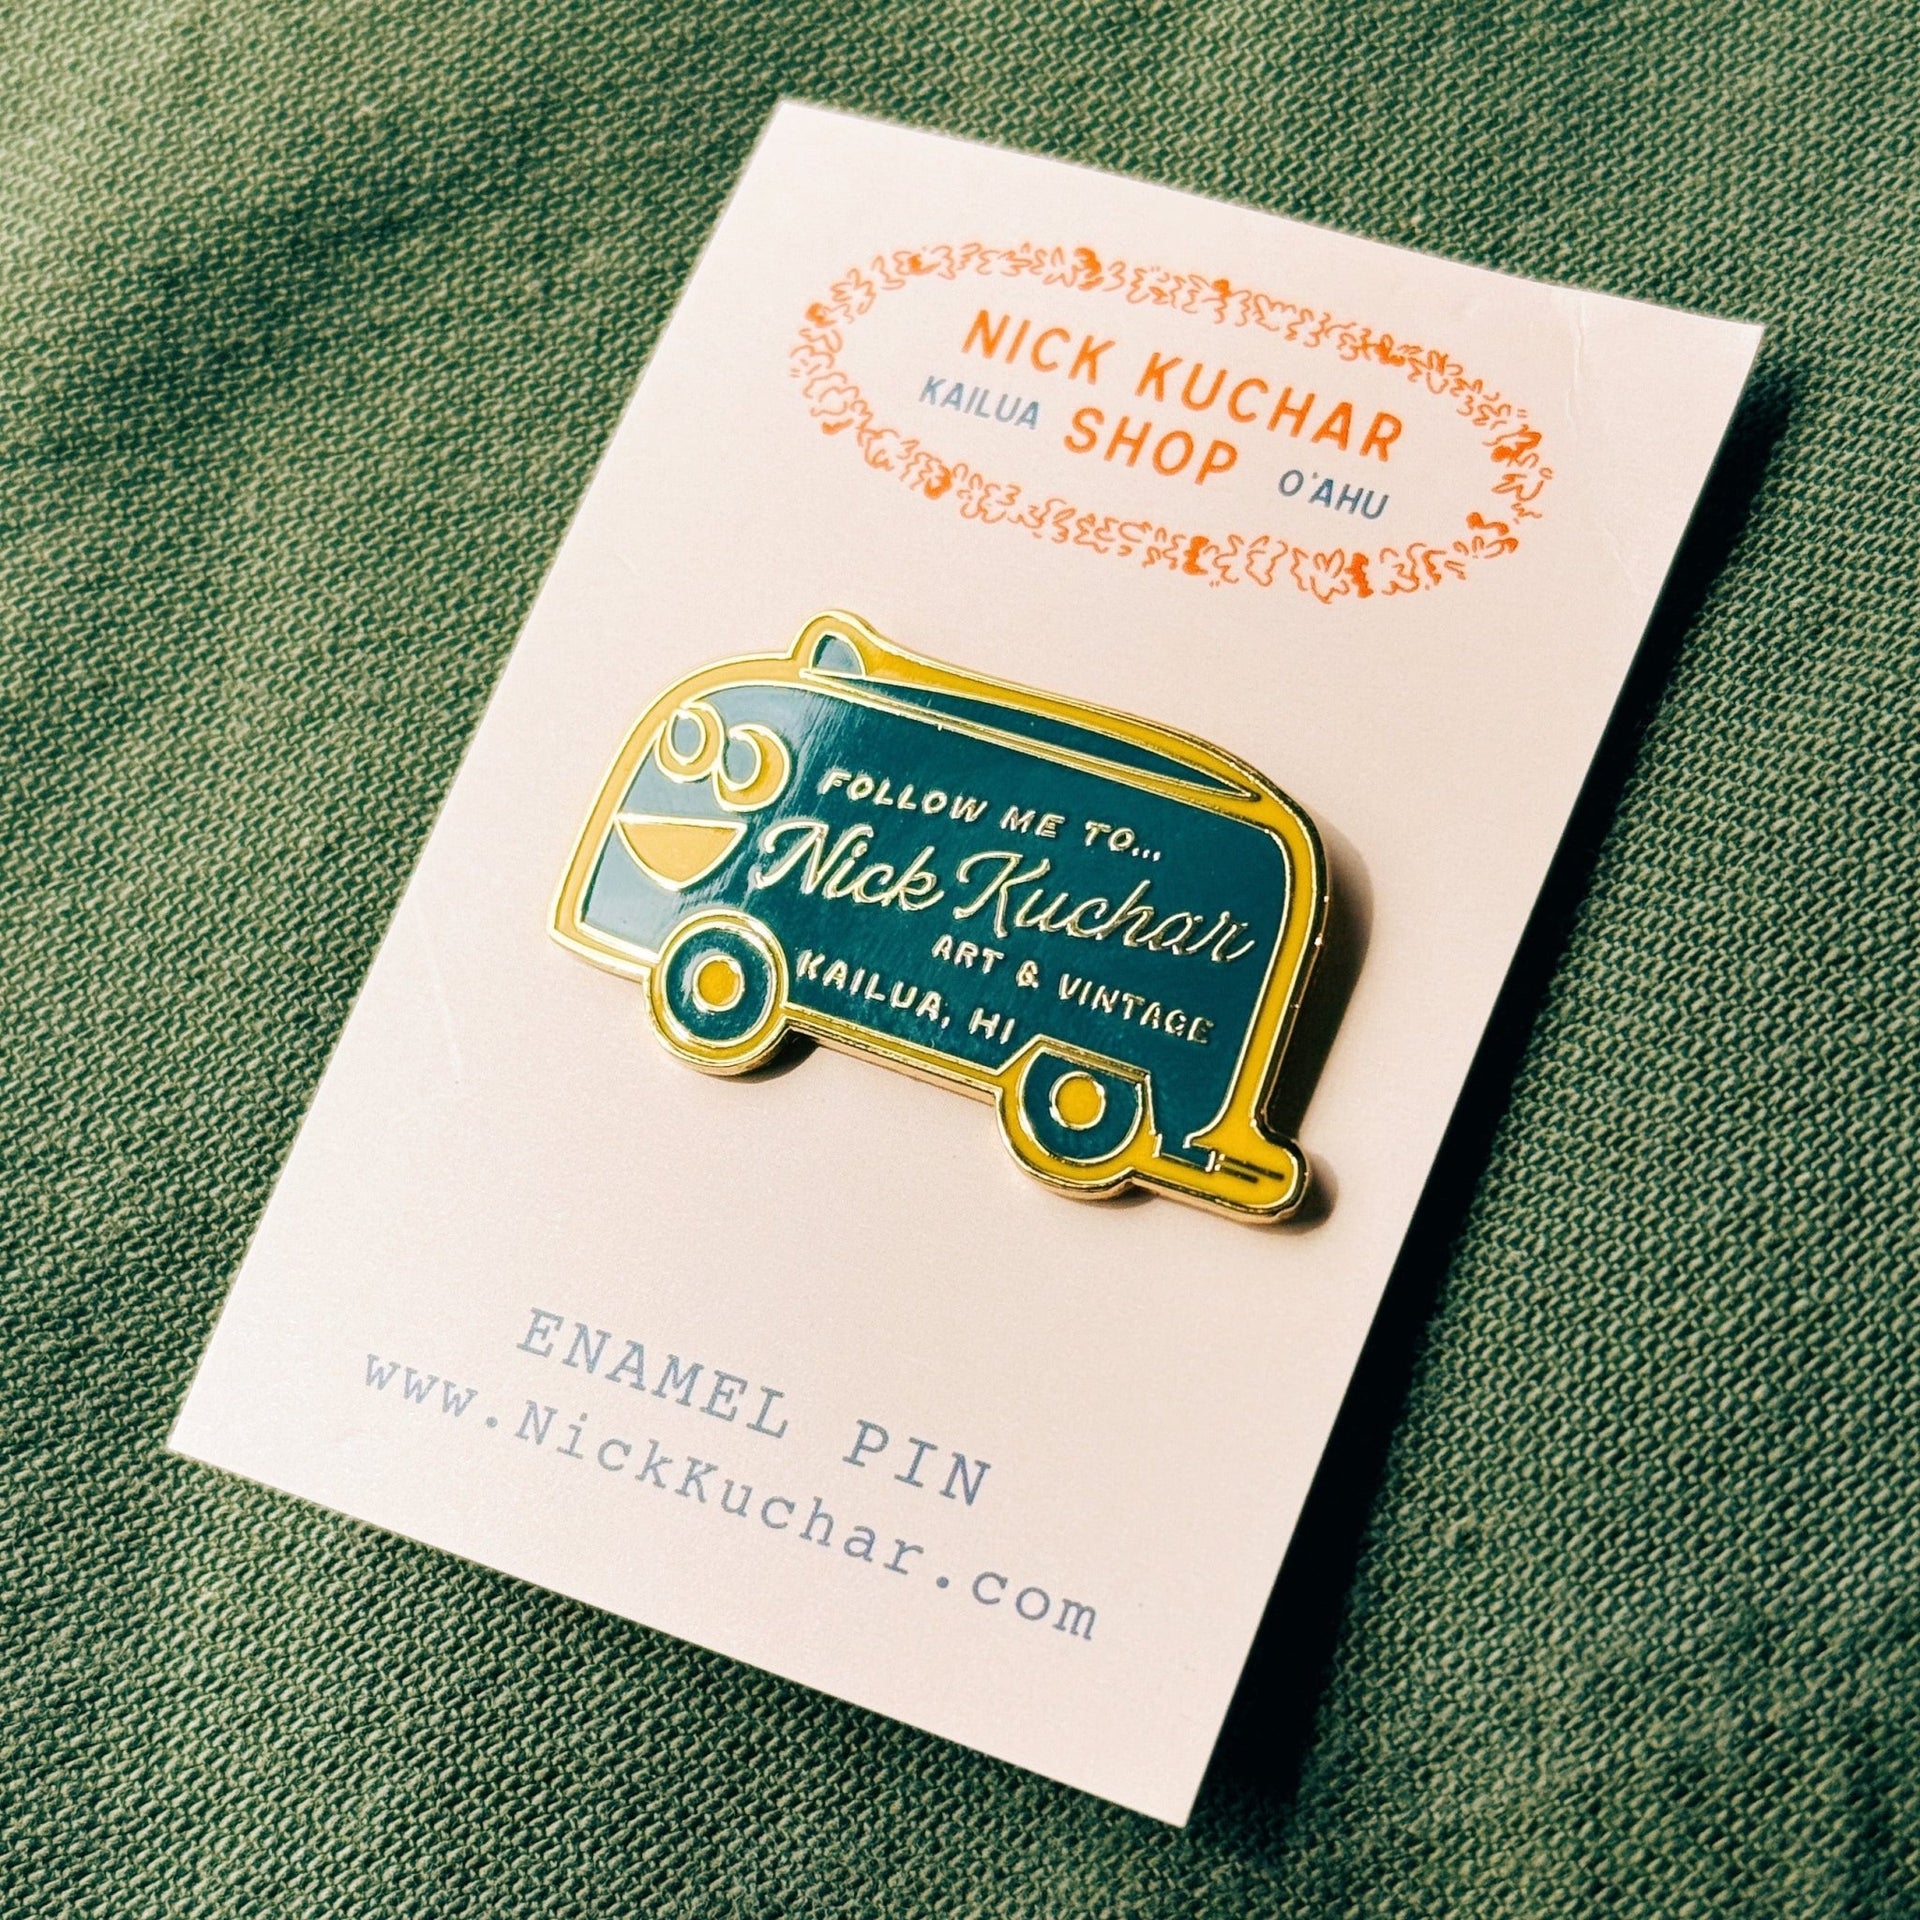 NICK KUCHAR
KAILUA SHOP O'AHU
FOLLOW ME TO...
Nick Kuchar
ART & VINTAGE
KAILUA, HI
ENAMEL PIN
www.NickKuchar.com